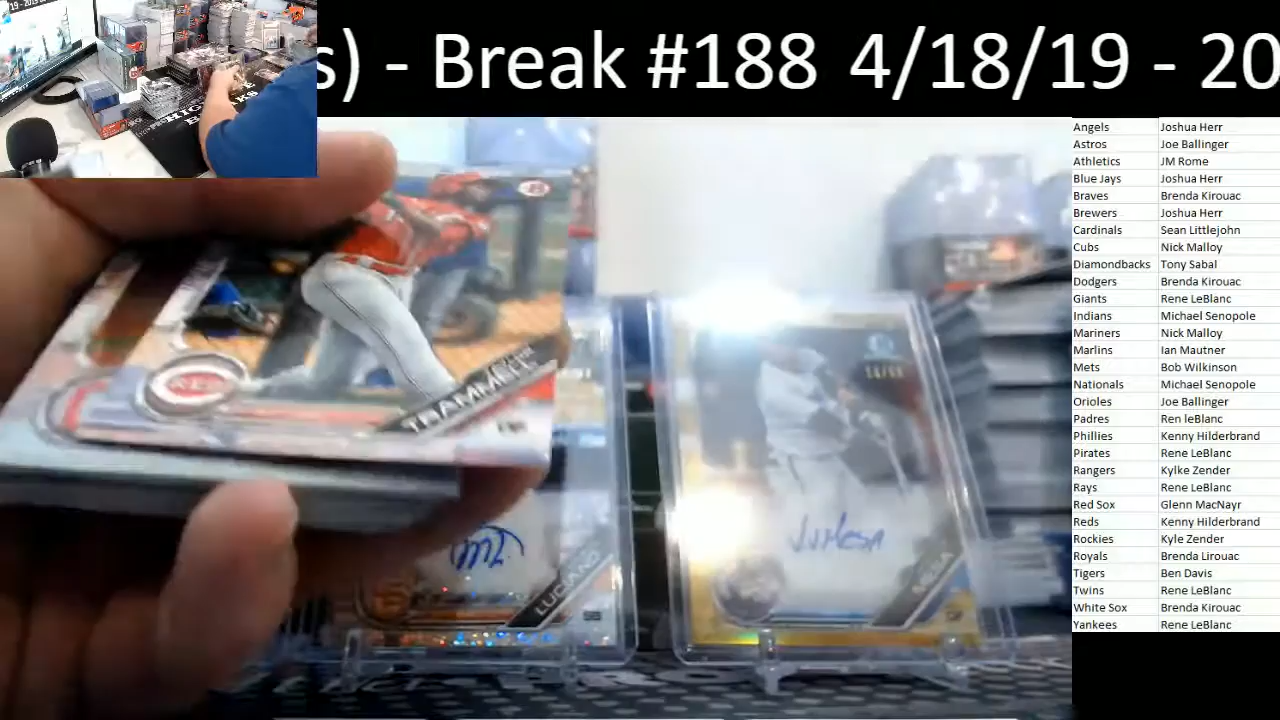 s) - Break #188 4/18/19 - 20
Angels Joshua Herr
Astros Joe Ballinger
Athletics JM Rome
Blue Jays Joshua Herr
Braves Brenda Kirouac
Brewers Joshua Herr
Cardinals Sean Littlejohn
Cubs Nick Malloy
Diamondbacks Tony Sabal
Dodgers Brenda Kirouac
Giants Rene LeBlanc
Indians Michael Senopole
Mariners Nick Malloy
Marlins Ian Mautner
Mets Bob Wilkinson
Nationals Michael Senopole
Orioles Joe Ballinger
Padres Ren leBlanc
Phillies Kenny Hilderbrand
Pirates Rene LeBlanc
Rangers Kylke Zender
Rays Rene LeBlanc
Red Sox Glenn MacNayr
Reds Kenny Hilderbrand
Rockies Kyle Zender
Royals Brenda Lirouac
Tigers Ben Davis
Twins Rene LeBlanc
White Sox Brenda Kirouac
Yankees Rene LeBlanc
REDS
TRAMMELL
LUCIANO